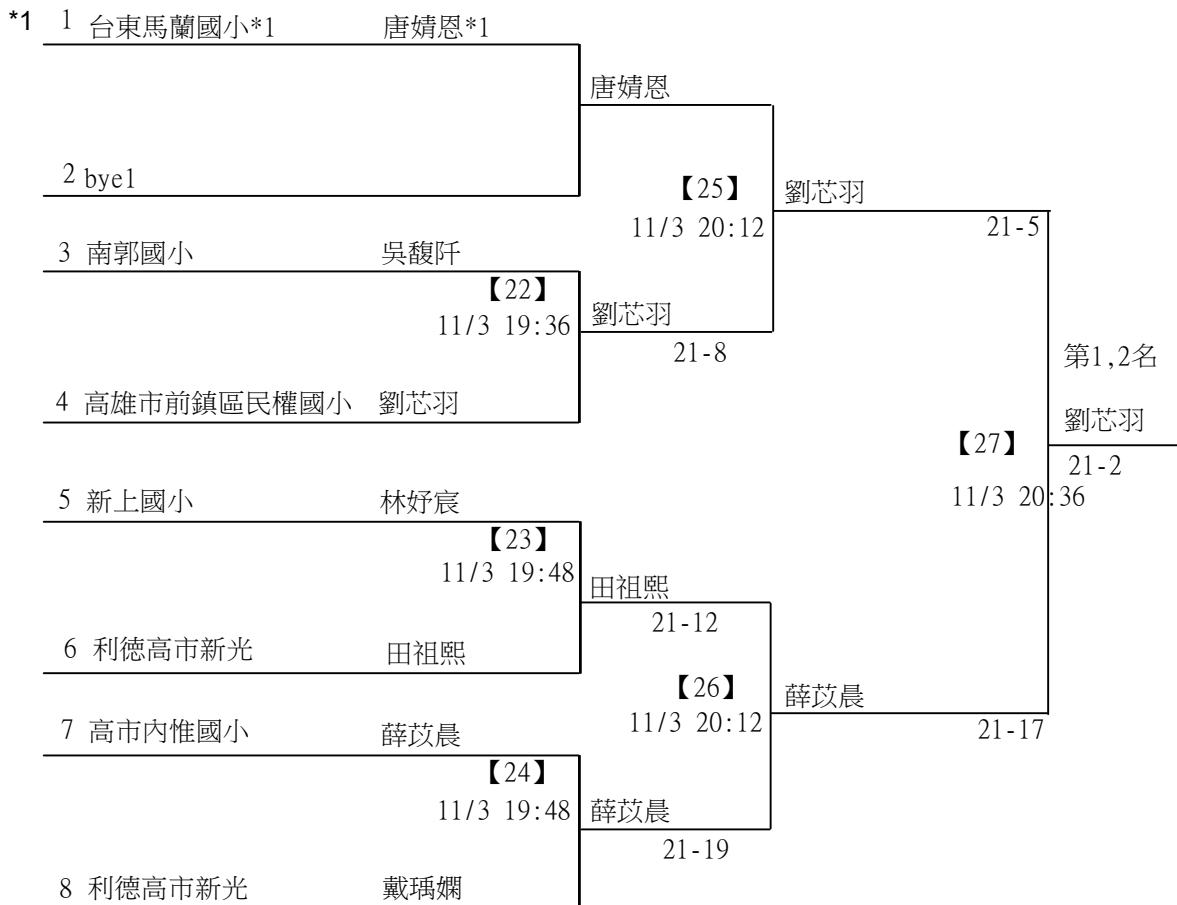 *1 1 台東馬蘭國小*1 唐婧恩*1
唐婧恩
2 bye1
【25】 劉芯羽
11/3 20:12 21-5
3 南郭國小 吳馥阡
【22】
11/3 19:36 劉芯羽
21-8
第1,2名
4 高雄市前鎮區民權國小 劉芯羽
劉芯羽
【27】
21-2
5 新上國小 林妤宸
11/3 20:36
【23】
11/3 19:48
田祖熙
21-12
6 利德高市新光 田祖熙
【26】 薛苡晨
7 高市內惟國小 薛苡晨
11/3 20:12 21-17
【24】
11/3 19:48 薛苡晨
21-19
8 利德高市新光 戴瑀嫻